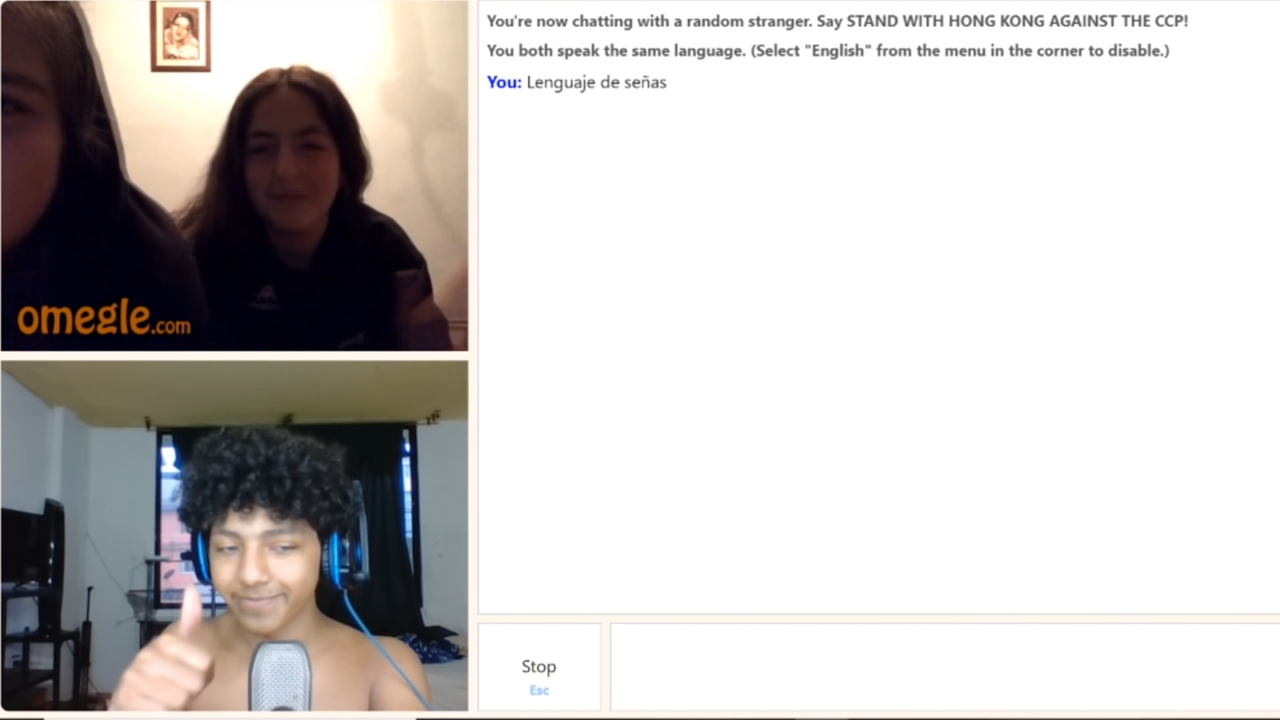 You're now chatting with a random stranger. Say STAND WITH HONG KONG AGAINST THE CCP!
You both speak the same language. (Select "English" from the menu in the corner to disable.)
You: Lenguaje de señas
omegle.com
Stop
Esc